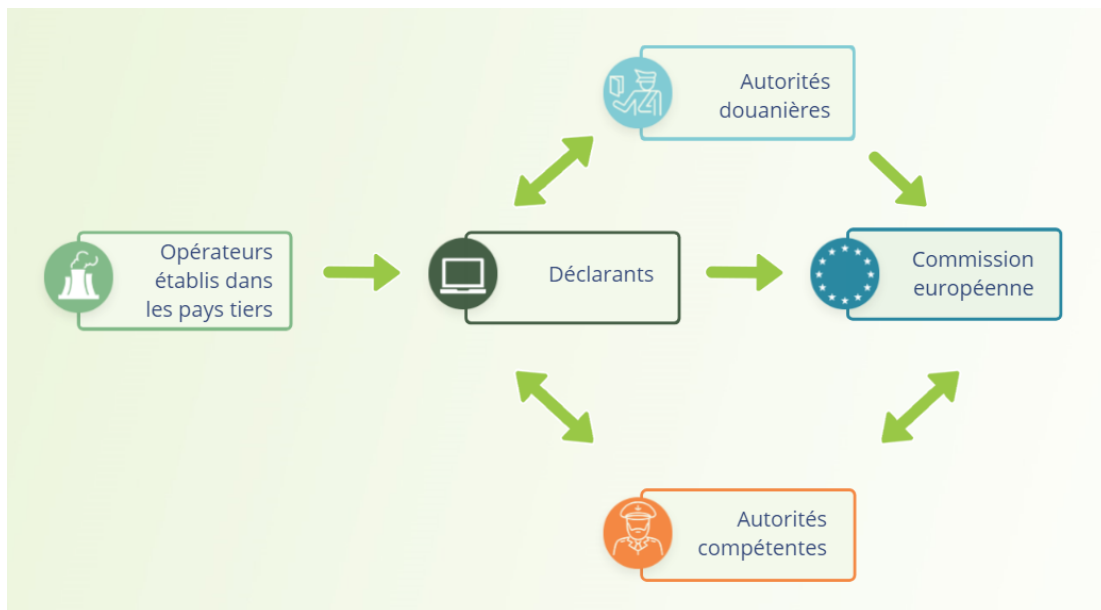 Autorités
douanières
Opérateurs
établis dans
les pays tiers
Déclarants
Commission
européenne
Autorités
compétentes